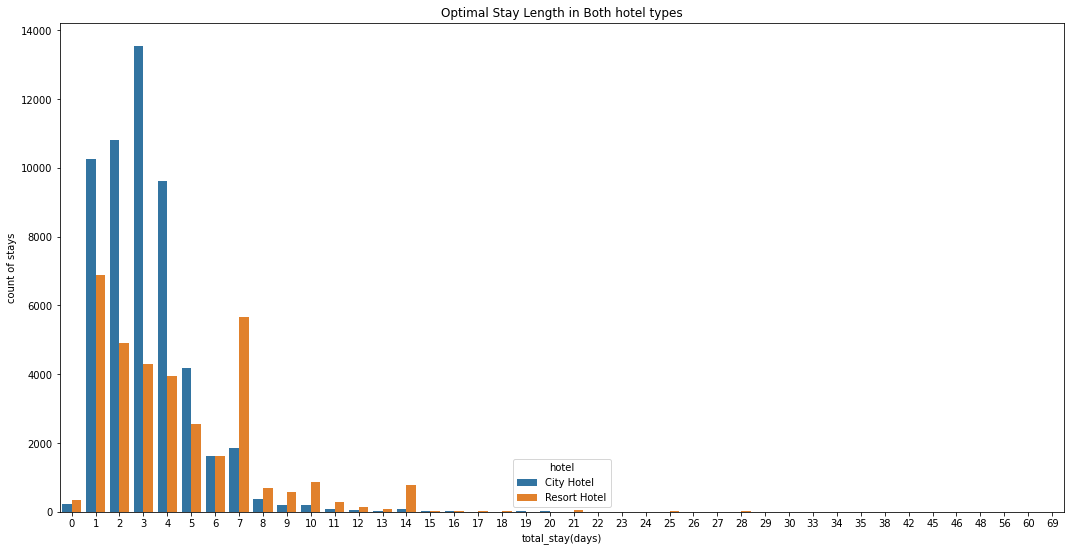 Optimal Stay Length in Both hotel types
count of stays
14000
12000
10000
8000
6000
4000
2000
0
hotel
City Hotel
Resort Hotel
0 1 2 3 4 5 6 7 8 9 10 11 12 13 14 15 16 17 18 19 20 21 22 23 24 25 26 27 28 29 30 33 34 35 38 42 45 46 48 56 60 69
total_stay(days)